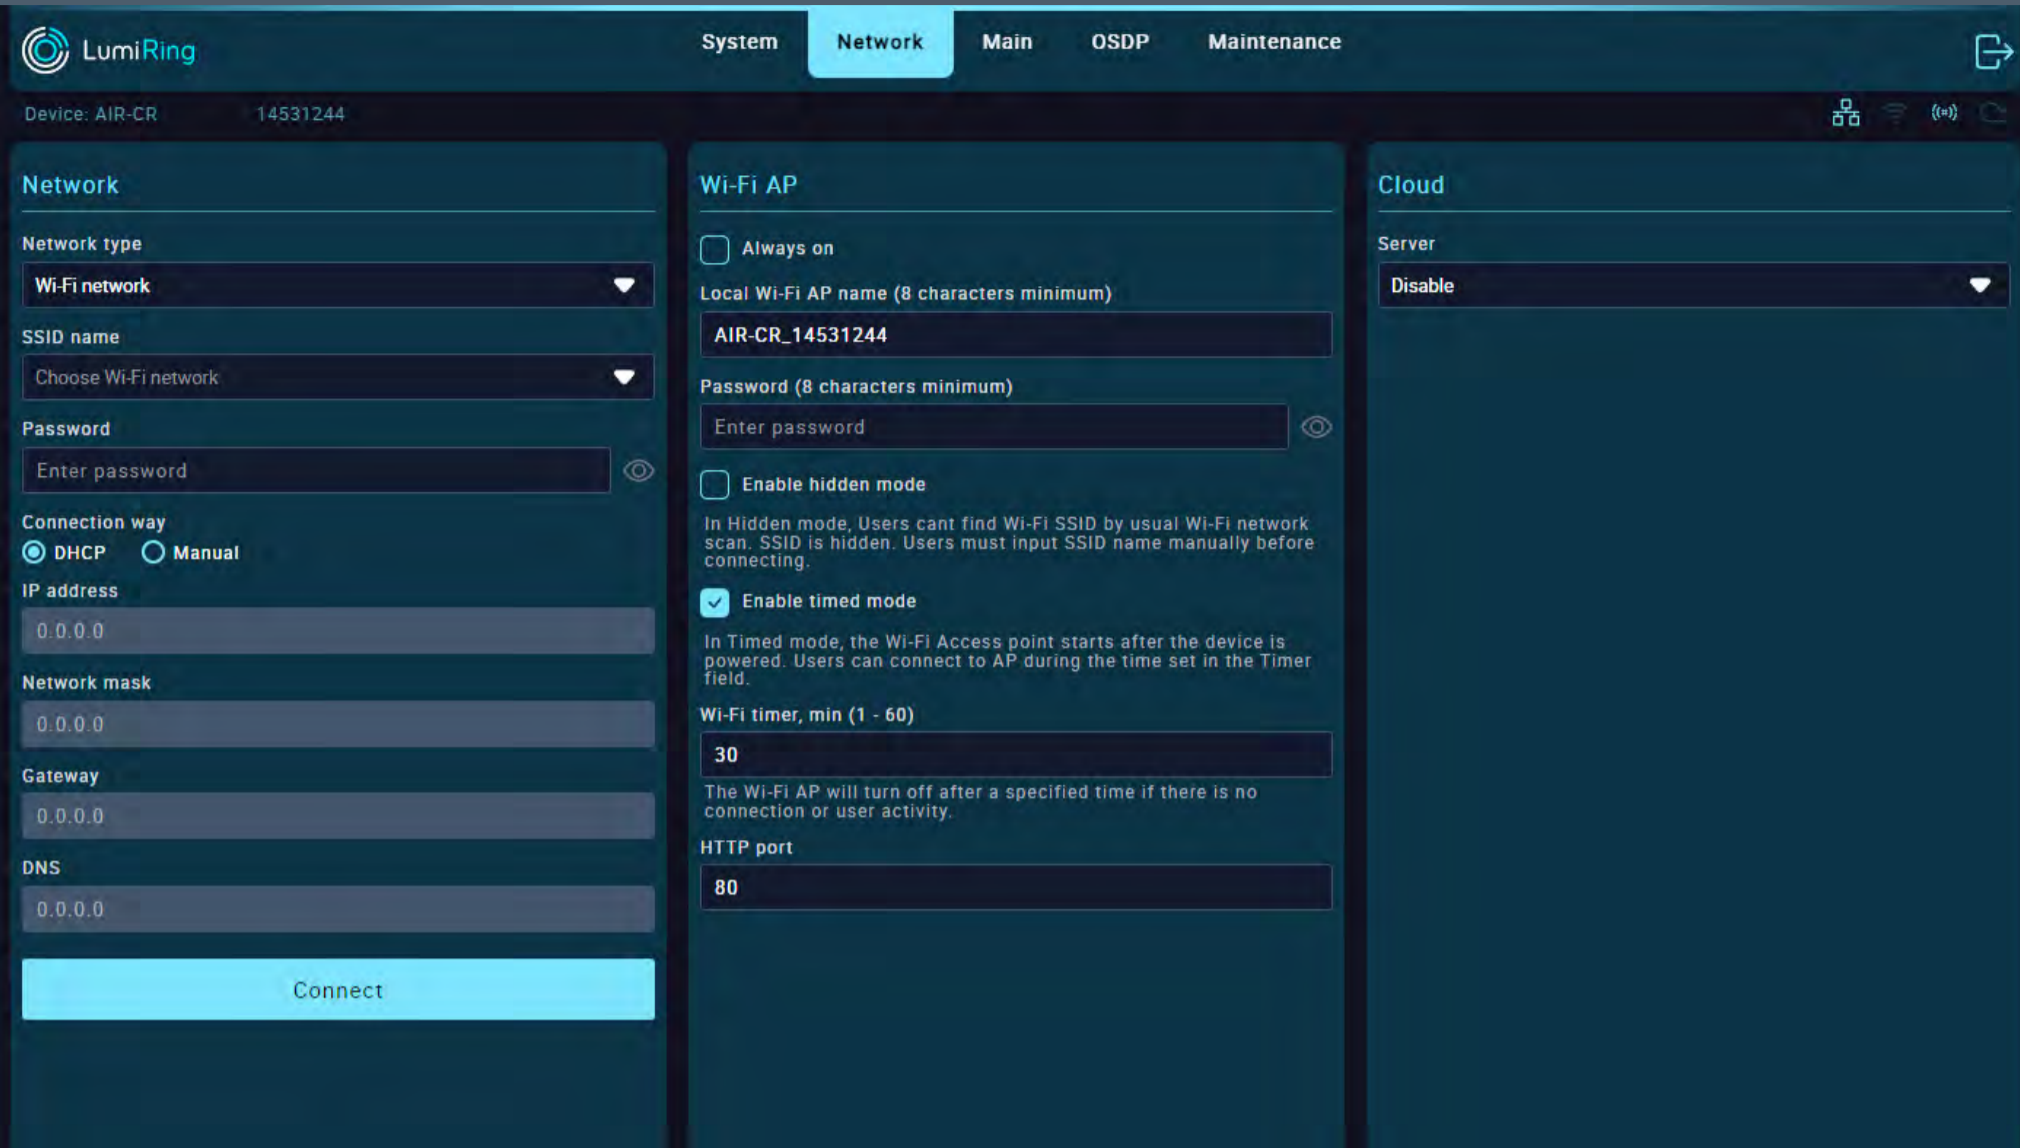 LumiRing
System
Network
Main
OSDP
Maintenance
Device: AIR-CR
14531244
Network
Network type
Wi-Fi network
SSID name
Choose Wi-Fi network
Password
Enter password
Connection way
DHCP
Manual
IP address
0.0.0.0
Network mask
0.0.0.0
Gateway
0.0.0.0
DNS
0.0.0.0
Connect
Wi-Fi AP
Always on
Local Wi-Fi AP name (8 characters minimum)
AIR-CR_14531244
Password (8 characters minimum)
Enter password
Enable hidden mode
In Hidden mode, Users cant find Wi-Fi SSID by usual Wi-Fi network
scan. SSID is hidden. Users must input SSID name manually before
connecting.
Enable timed mode
In Timed mode, the Wi-Fi Access point starts after the device is
powered. Users can connect to AP during the time set in the Timer
field.
Wi-Fi timer, min (1 - 60)
30
The Wi-Fi AP will turn off after a specified time if there is no
connection or user activity.
HTTP port
80
Cloud
Server
Disable